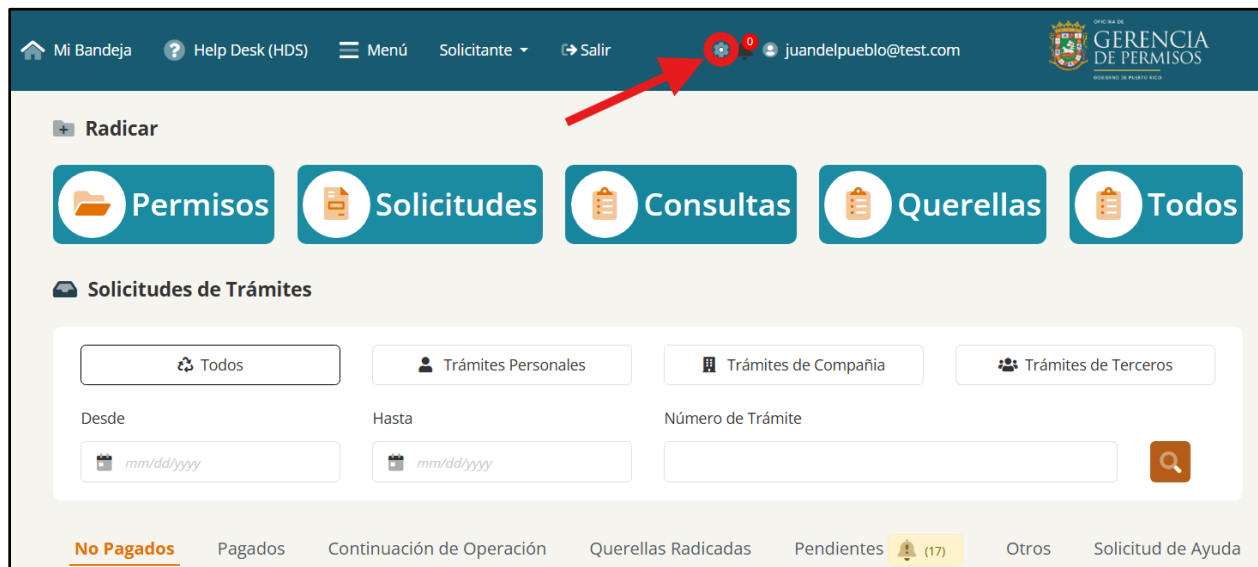 Mi Bandeja ? Help Desk (HDS) Menú Solicitante Salir 0 juandelpueblo@test.com
OFICINA DE
GERENCIA
DE PERMISOS
GOBIERNO DE PUERTO RICO
Radicar
Permisos Solicitudes Consultas Querellas Todos
Solicitudes de Trámites
Todos Trámites Personales Trámites de Compañia Trámites de Terceros
Desde Hasta Número de Trámite
mm/dd/yyyy mm/dd/yyyy
No Pagados Pagados Continuación de Operación Querellas Radicadas Pendientes (17) Otros Solicitud de Ayuda